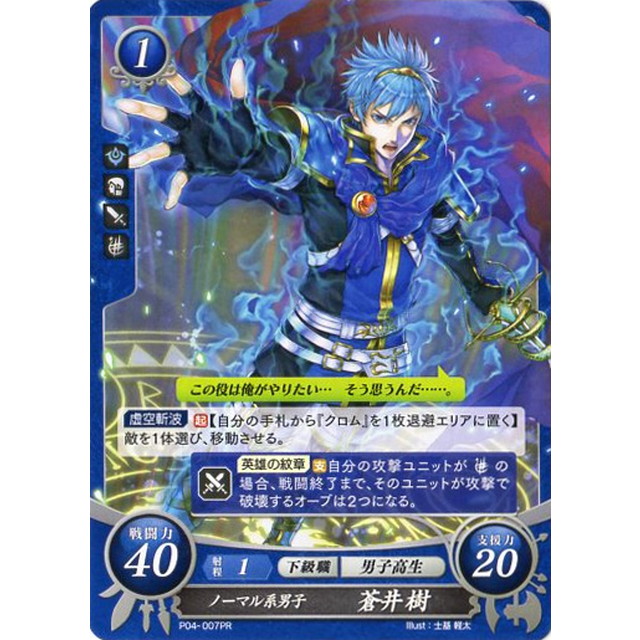 1
この役は俺がやりたい… そう思うんだ……。
虚空斬波 起【自分の手札から『クロム』を1枚退避エリアに置く】
敵を1体選び、移動させる。
英雄の紋章 支 自分の攻撃ユニットが の
場合、戦闘終了まで、そのユニットが攻撃で
破壊するオーブは2つになる。
戦闘力
40
射程 1
下級職
男子高生
支援力
20
ノーマル系男子 蒼井樹
P04-007PR
Illust:士基軽太